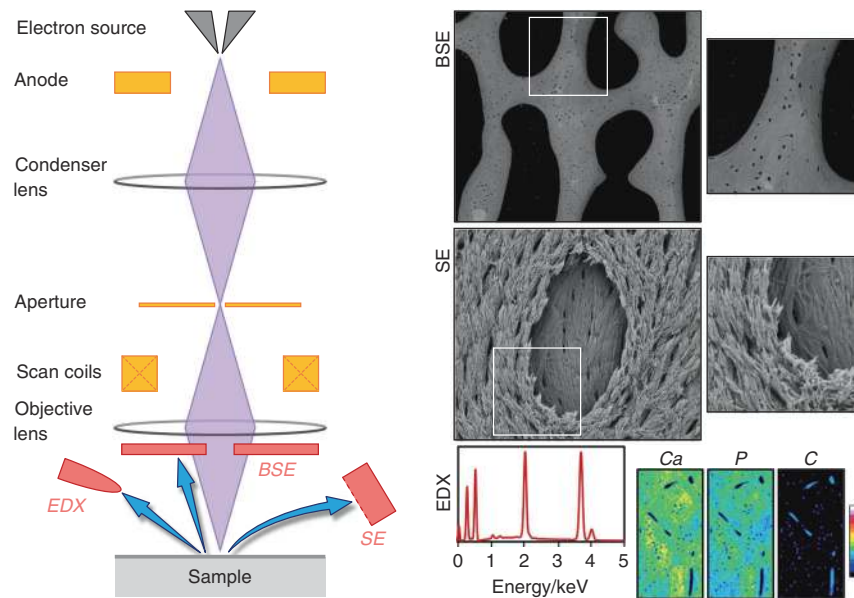 Electron source
Anode
Condenser
lens
Aperture
Scan coils
Objective
lens
BSE
EDX
SE
Sample
BSE
SE
EDX
0 1 2 3 4 5
Energy/keV
Ca P C